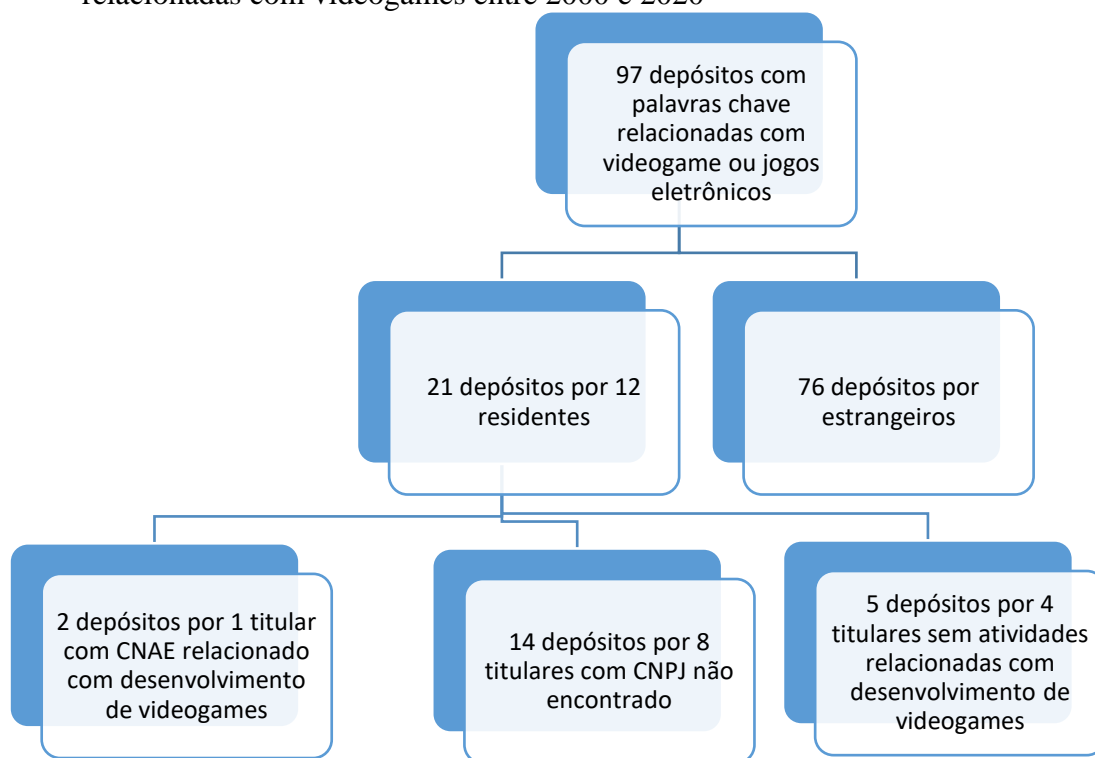 relacionadas com videogames entre 2000 e 2020
97 depósitos com
palavras chave
relacionadas com
videogame ou jogos
eletrônicos
21 depósitos por 12
residentes
76 depósitos por
estrangeiros
2 depósitos por 1 titular
com CNAE relacionado
com desenvolvimento
de videogames
14 depósitos por 8
titulares com CNPJ não
encontrado
5 depósitos por 4
titulares sem atividades
relacionadas com
desenvolvimento de
videogames